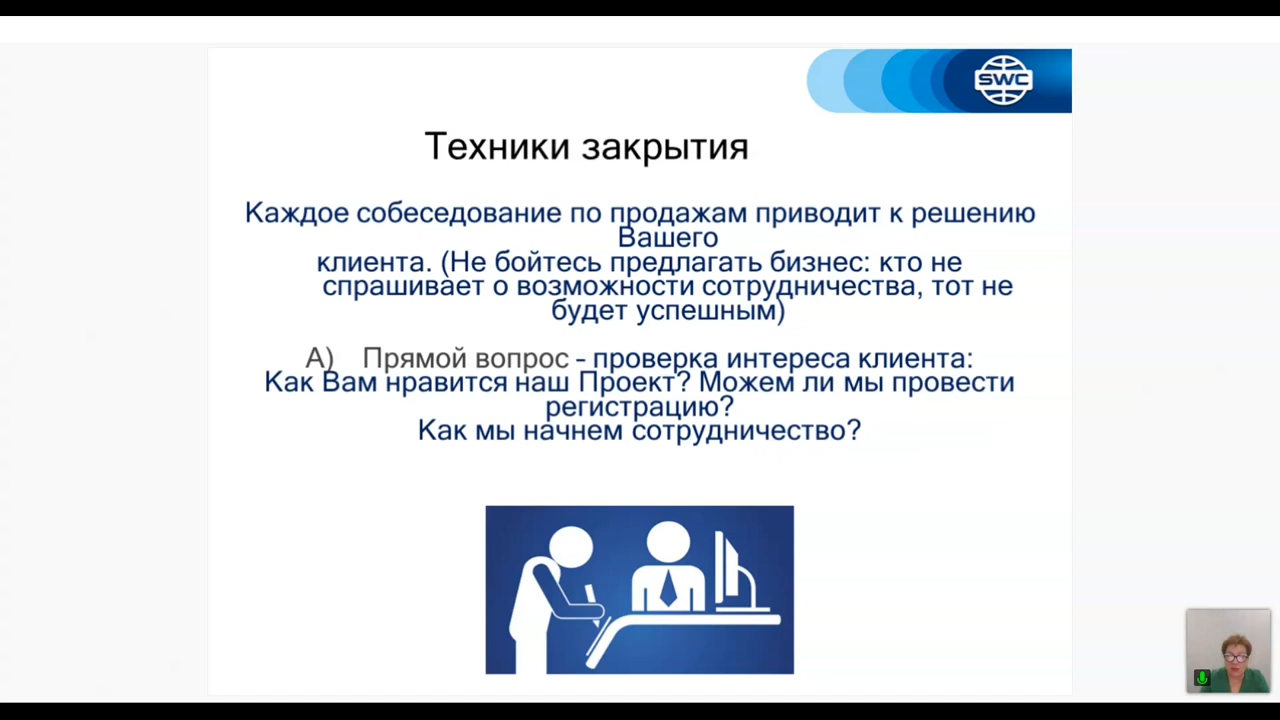 SWC
Техники закрытия
Каждое собеседование по продажам приводит к решению
Вашего
клиента. (Не бойтесь предлагать бизнес: кто не
спрашивает о возможности сотрудничества, тот не
будет успешным)
А) Прямой вопрос – проверка интереса клиента:
Как Вам нравится наш Проект? Можем ли мы провести
регистрацию?
Как мы начнем сотрудничество?